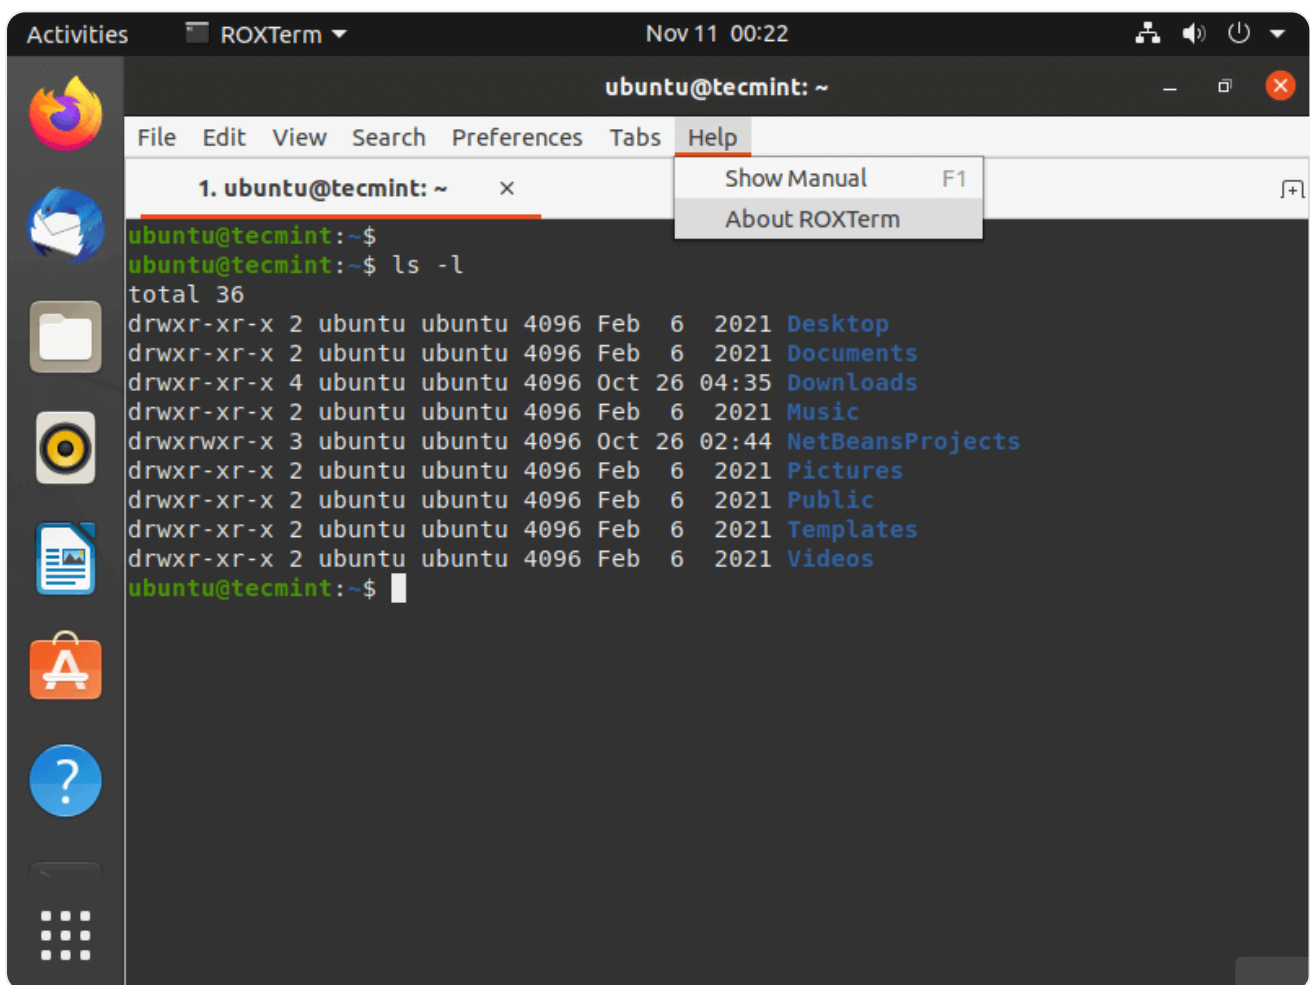 Activities ROXTerm Nov 11 00:22
ubuntu@tecmint: ~
File Edit View Search Preferences Tabs Help
Show Manual F1
About ROXTerm
1. ubuntu@tecmint: ~ ×
ubuntu@tecmint:~$
ubuntu@tecmint:~$ ls -l
total 36
drwxr-xr-x 2 ubuntu ubuntu 4096 Feb  6  2021 Desktop
drwxr-xr-x 2 ubuntu ubuntu 4096 Feb  6  2021 Documents
drwxr-xr-x 4 ubuntu ubuntu 4096 Oct 26 04:35 Downloads
drwxr-xr-x 2 ubuntu ubuntu 4096 Feb  6  2021 Music
drwxrwxr-x 3 ubuntu ubuntu 4096 Oct 26 02:44 NetBeansProjects
drwxr-xr-x 2 ubuntu ubuntu 4096 Feb  6  2021 Pictures
drwxr-xr-x 2 ubuntu ubuntu 4096 Feb  6  2021 Public
drwxr-xr-x 2 ubuntu ubuntu 4096 Feb  6  2021 Templates
drwxr-xr-x 2 ubuntu ubuntu 4096 Feb  6  2021 Videos
ubuntu@tecmint:~$